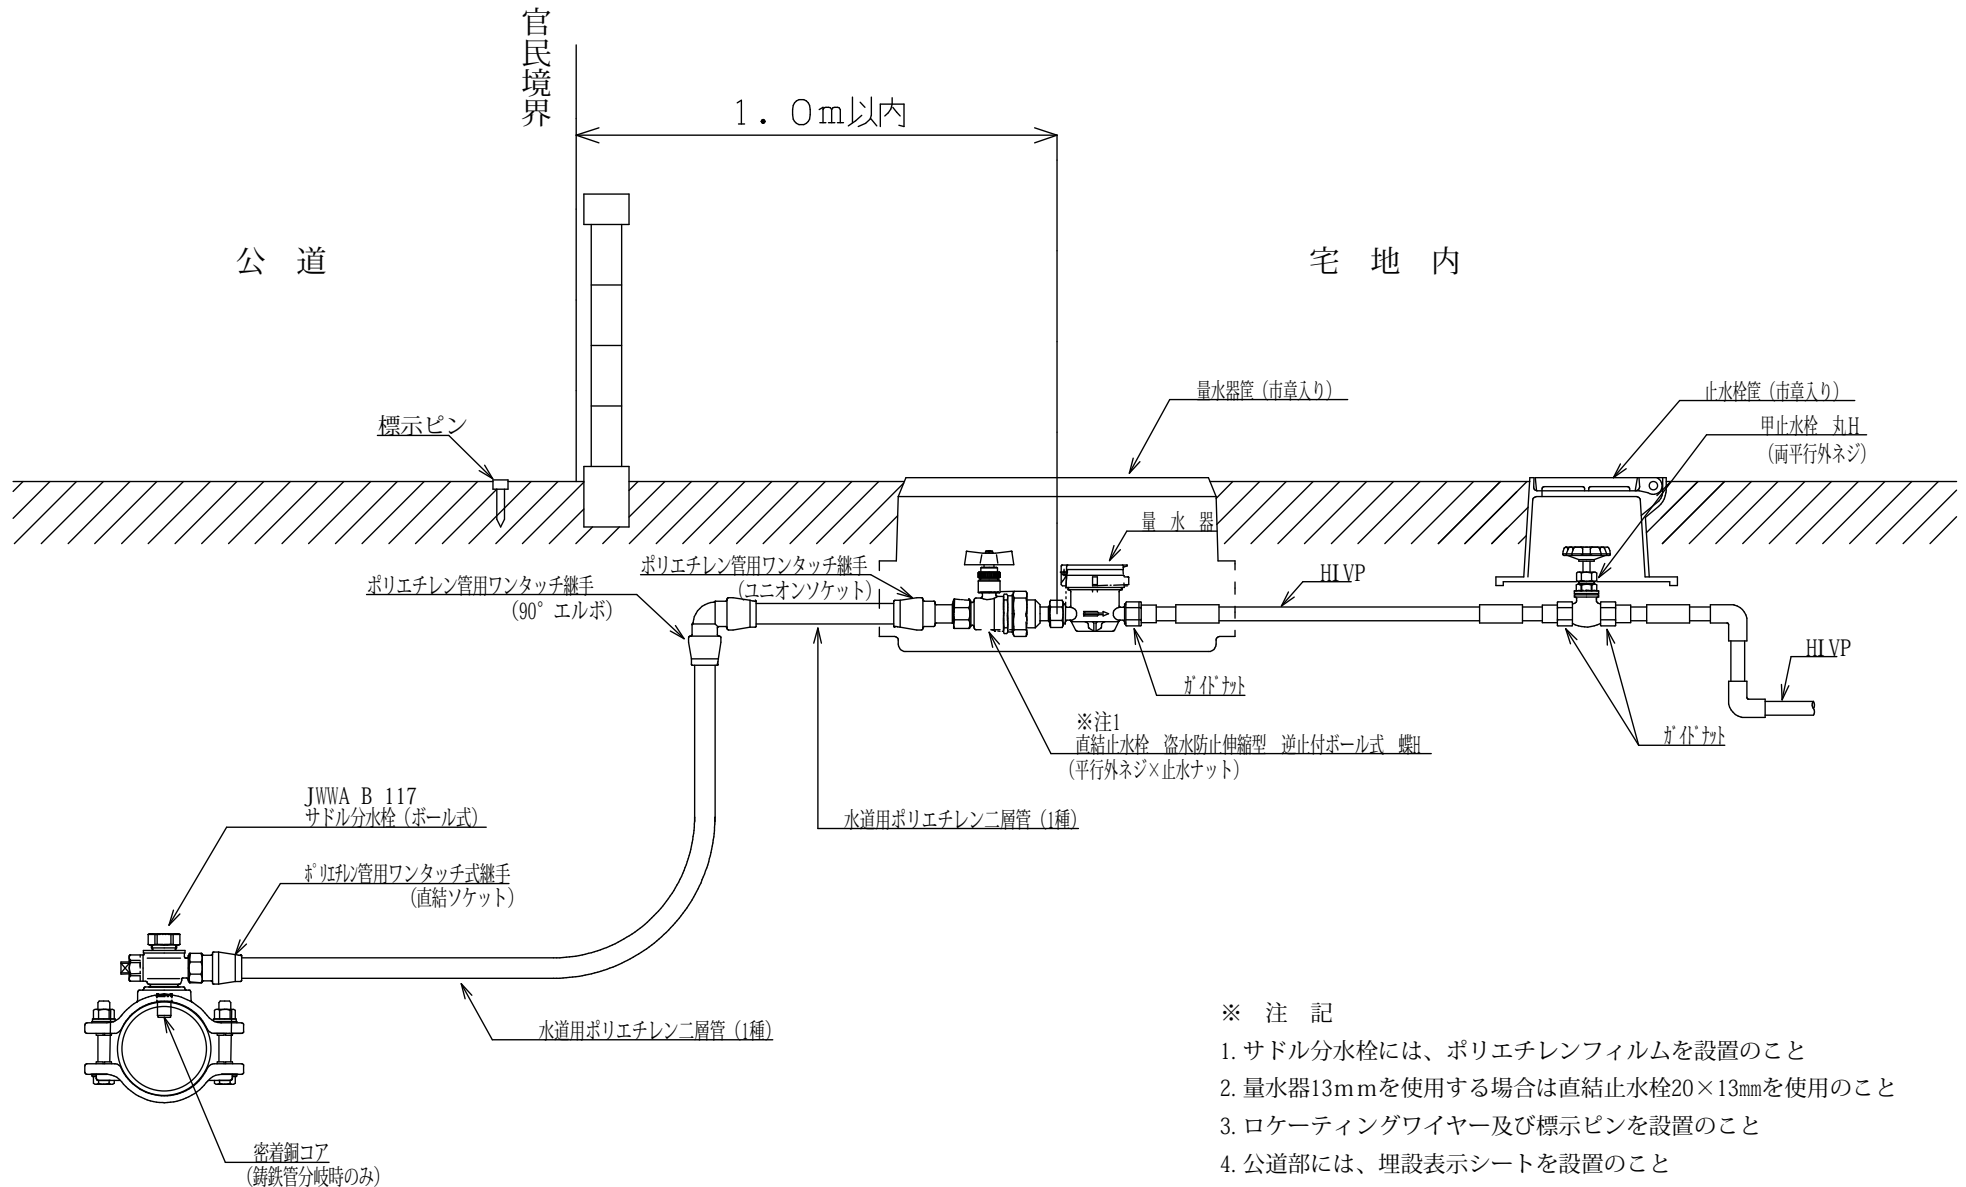 官民境界
1．0m以内
公　道
宅　地　内
標示ピン
量水器筐（市章入り）
止水栓筐（市章入り）
甲止水栓　丸H
（両平行外ネジ）
量　水　器
ポリエチレン管用ワンタッチ継手
（ユニオンソケット）
ポリエチレン管用ワンタッチ継手
（90°エルボ）
HIVP
HIVP
ｶﾞｲﾄﾞﾅｯﾄ
ｶﾞｲﾄﾞﾅｯﾄ
※注1
直結止水栓　盗水防止伸縮型　逆止付ボール式　蝶H
（平行外ネジ×止水ナット）
水道用ポリエチレン二層管（1種）
JWWA B 117
サドル分水栓（ボール式）
ﾎﾟﾘｴﾁﾚﾝ管用ワンタッチ式継手
（直結ソケット）
水道用ポリエチレン二層管（1種）
密着銅コア
（鋳鉄管分岐時のみ）
※　注　記
1. サドル分水栓には、ポリエチレンフィルムを設置のこと
2. 量水器13ｍｍを使用する場合は直結止水栓20×13㎜を使用のこと
3. ロケーティングワイヤー及び標示ピンを設置のこと
4. 公道部には、埋設表示シートを設置のこと